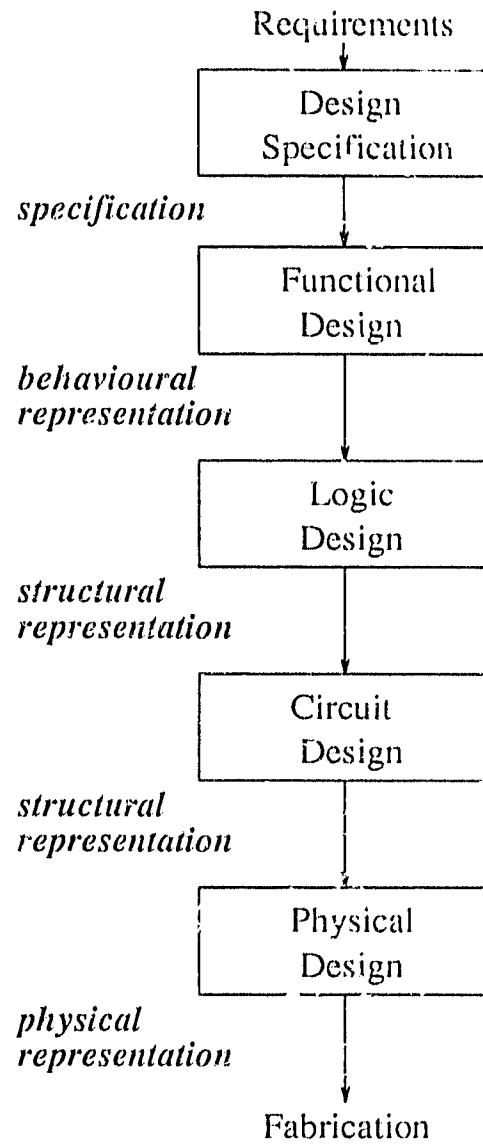 Requirements
Design
Specification
specification
Functional
Design
behavioural
representation
Logic
Design
structural
representation
Circuit
Design
structural
representation
Physical
Design
physical
representation
Fabrication